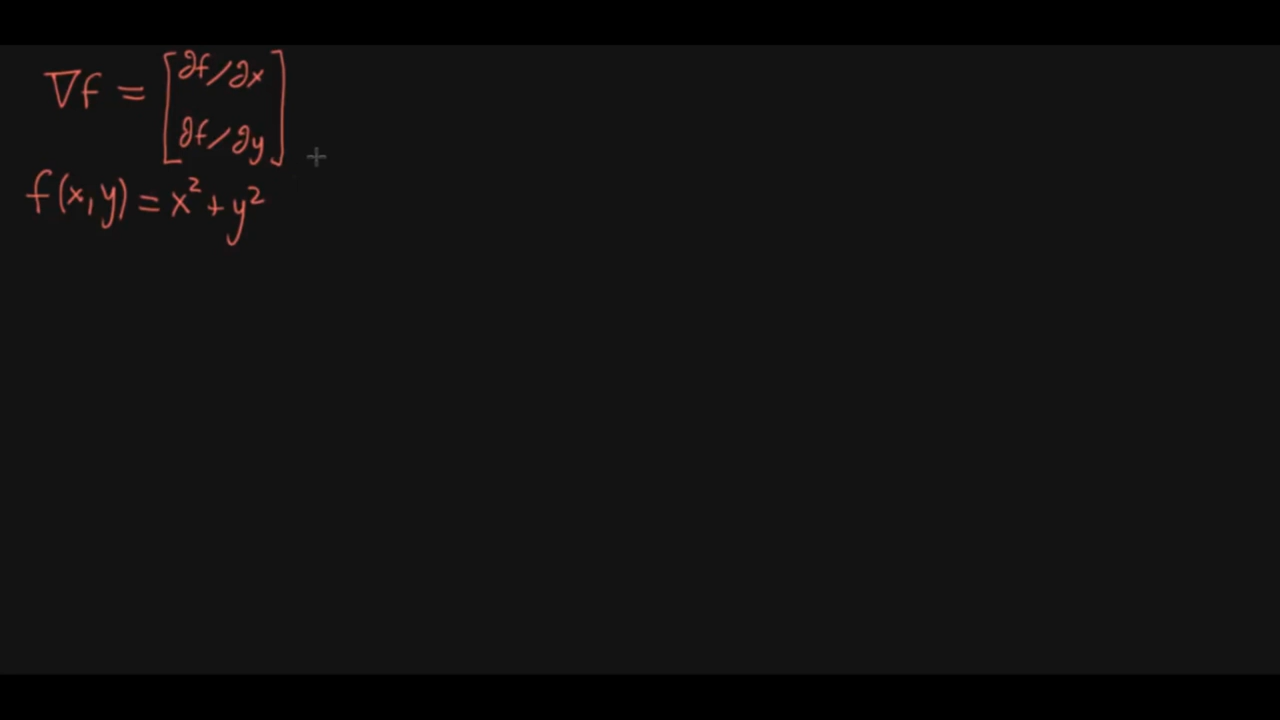 ∇f = [∂f/∂x
∂f/∂y]
f(x,y) = x² + y²